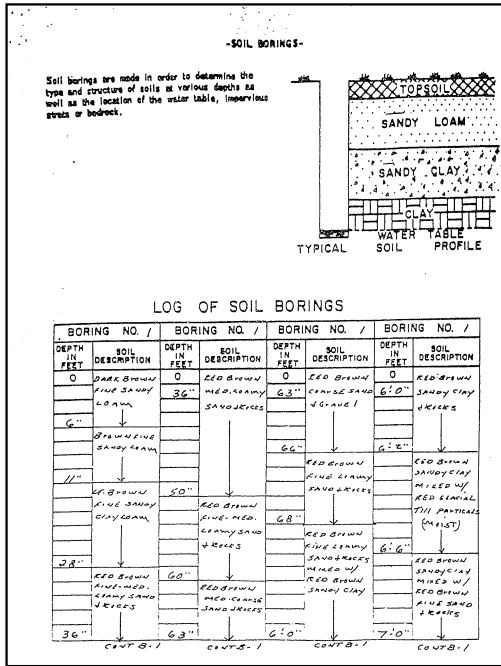 -SOIL BORINGS-
Soil borings are made in order to determine the
type and structure of soils at various depths as
well as the location of the water table, impervious
strata or bedrock.
TOPSOIL
SANDY LOAM
SANDY CLAY
CLAY
WATER TABLE
TYPICAL SOIL PROFILE
LOG OF SOIL BORINGS
BORING NO. 1
DEPTH IN FEET
SOIL DESCRIPTION
0
DARK BROWN
FINE SANDY
LOAM
6"
BROWN FINE
SANDY LOAM
11"
LT. BROWN
FINE SANDY
CLAY LOAM
28"
RED BROWN
FINE-MED.
LOAMY SAND
& ROCKS
36"
CONT B-1
BORING NO. 1
DEPTH IN FEET
SOIL DESCRIPTION
0
36"
RED BROWN
MED. LOAMY
SAND & ROCKS
50"
RED BROWN
FINE-MED.
LOAMY SAND
& ROCKS
60"
RED BROWN
MED-COARSE
SAND & ROCKS
63"
CONT B-1
BORING NO. 1
DEPTH IN FEET
SOIL DESCRIPTION
0
63"
RED BROWN
COARSE SAND
& GRAVEL
66"
RED BROWN
FINE LOAMY
SAND & ROCKS
68"
RED BROWN
FINE LOAMY
SAND & ROCKS
MIXED W/
RED BROWN
SANDY CLAY
6'0"
CONT B-1
BORING NO. 1
DEPTH IN FEET
SOIL DESCRIPTION
0
6'0"
RED BROWN
SANDY CLAY
& ROCKS
6'2"
RED BROWN
SANDY CLAY
MIXED W/
RED GLACIAL
TILL PARTICLES
(MOIST)
6'6"
RED BROWN
SANDY CLAY
MIXED W/
RED BROWN
FINE SAND
& ROCKS
7'0"
CONT B-1